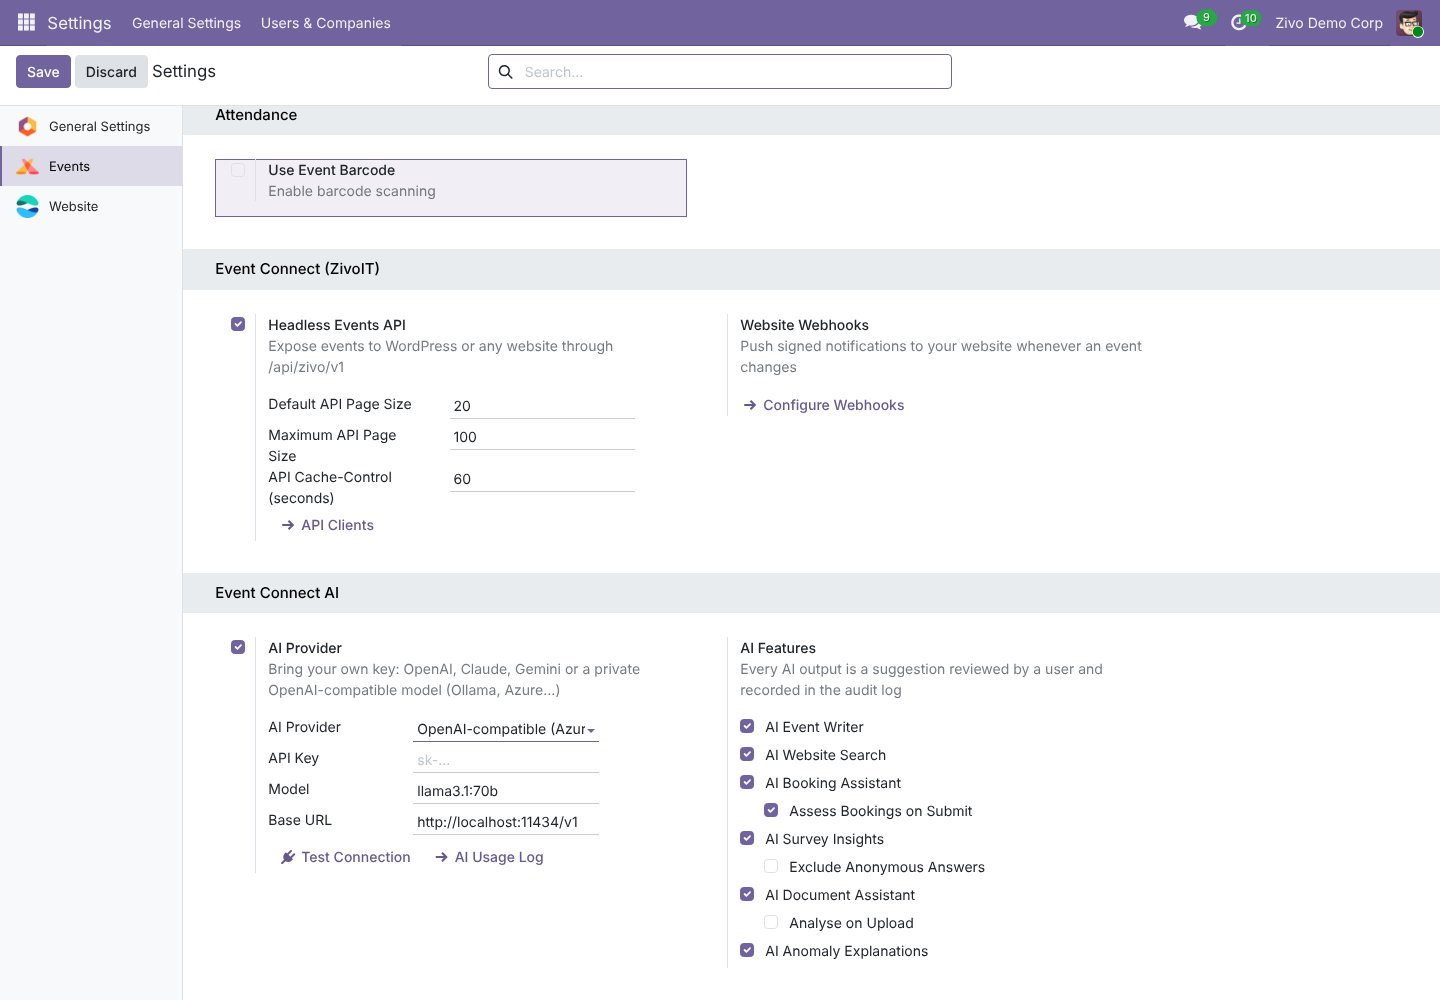 Settings General Settings Users & Companies 9 10 Zivo Demo Corp
Save Discard Settings Search...
General Settings
Events
Website
Attendance
Use Event Barcode
Enable barcode scanning
Event Connect (ZivoIT)
Headless Events API
Expose events to WordPress or any website through
/api/zivo/v1
Default API Page Size 20
Maximum API Page
Size
100
API Cache-Control
(seconds)
60
API Clients
Website Webhooks
Push signed notifications to your website whenever an event
changes
Configure Webhooks
Event Connect AI
AI Provider
Bring your own key: OpenAI, Claude, Gemini or a private
OpenAI-compatible model (Ollama, Azure...)
AI Provider OpenAI-compatible (Azur
API Key sk-...
Model llama3.1:70b
Base URL http://localhost:11434/v1
Test Connection AI Usage Log
AI Features
Every AI output is a suggestion reviewed by a user and
recorded in the audit log
AI Event Writer
AI Website Search
AI Booking Assistant
Assess Bookings on Submit
AI Survey Insights
Exclude Anonymous Answers
AI Document Assistant
Analyse on Upload
AI Anomaly Explanations